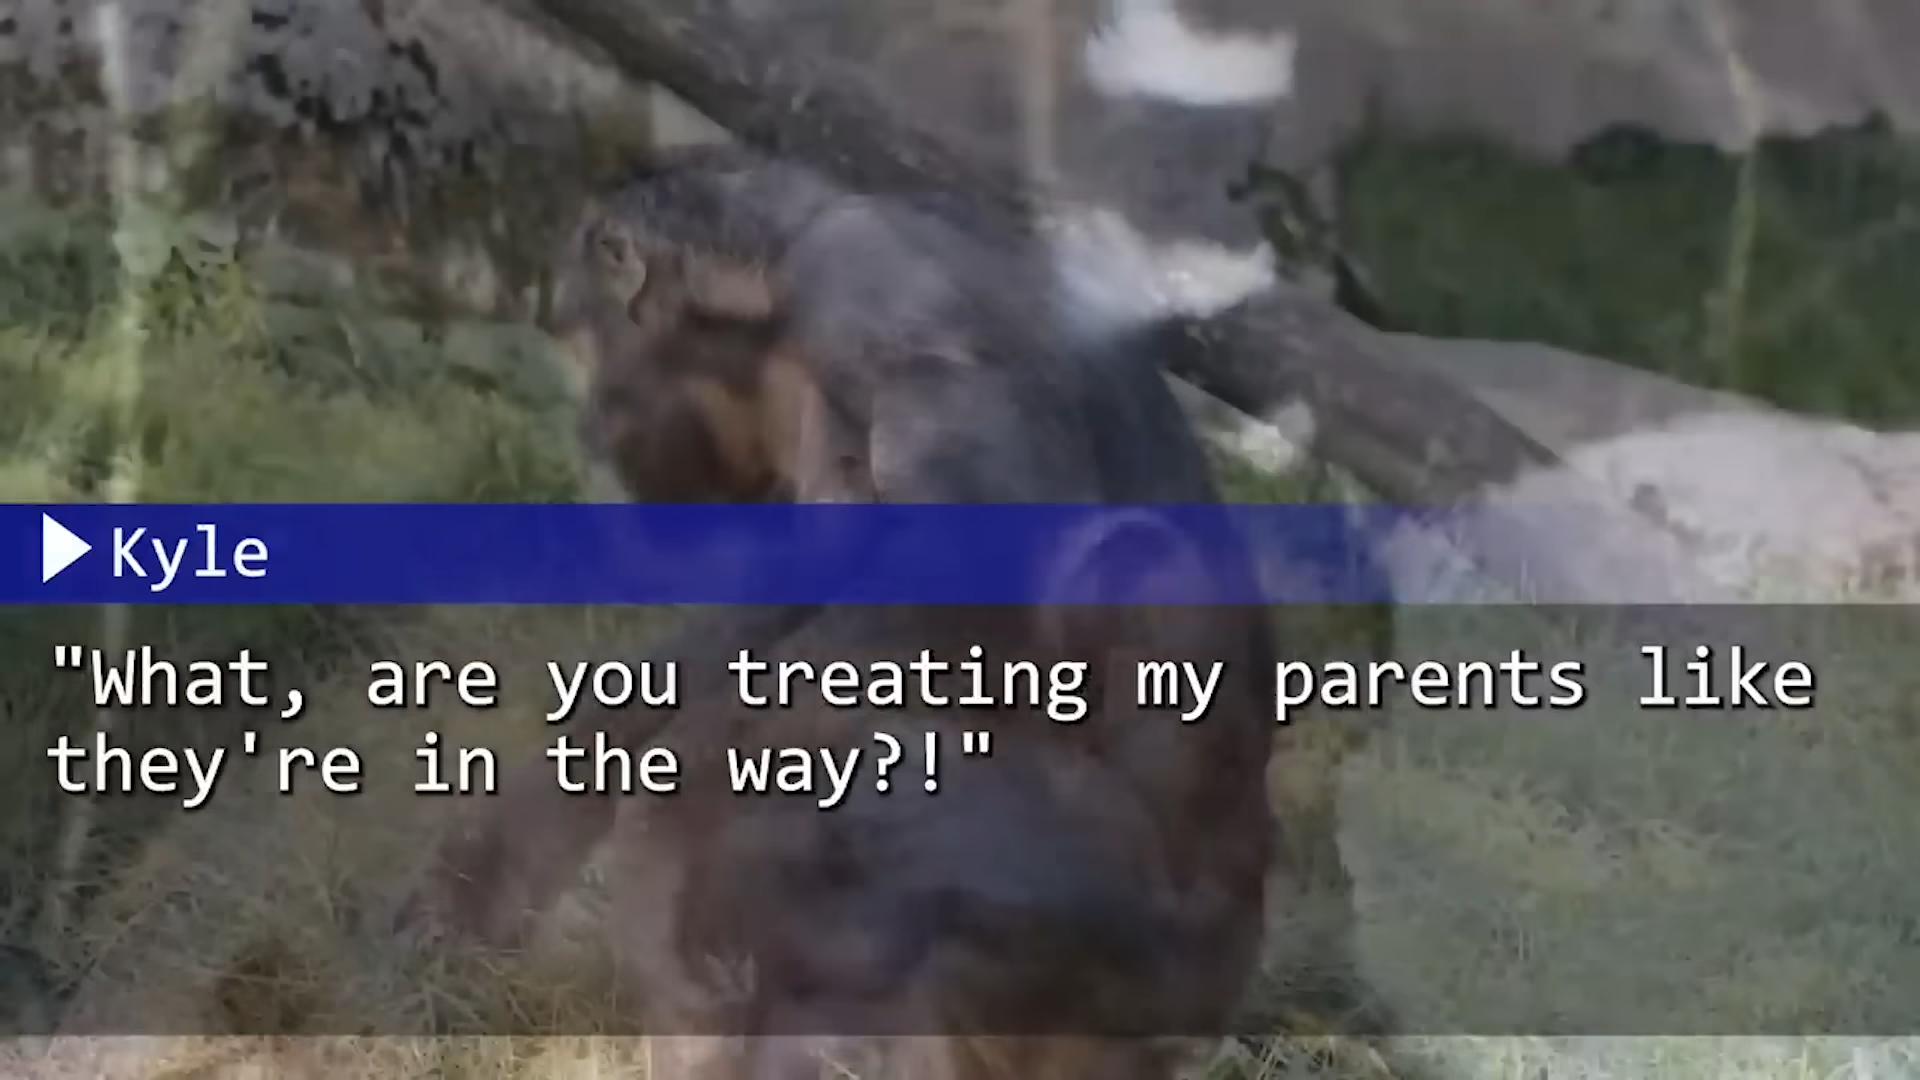 Kyle
"What, are you treating my parents like
they're in the way?!"